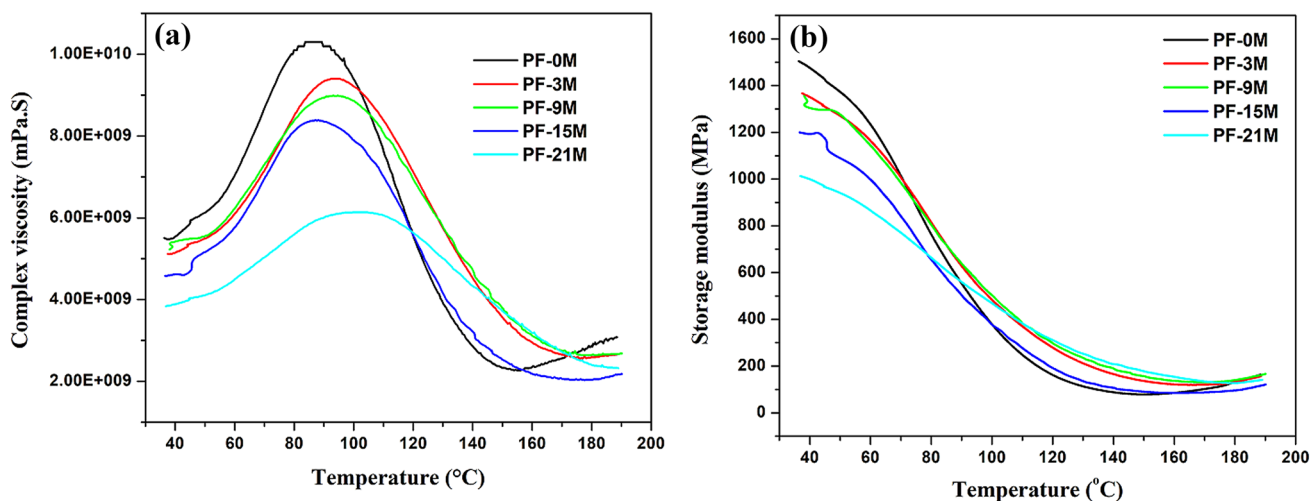 (a)
PF-0M
PF-3M
PF-9M
PF-15M
PF-21M
1.00E+010
8.00E+009
6.00E+009
4.00E+009
2.00E+009
Complex viscosity (mPa.S)
40 60 80 100 120 140 160 180 200
Temperature (°C)
(b)
PF-0M
PF-3M
PF-9M
PF-15M
PF-21M
1600
1400
1200
1000
800
600
400
200
0
Storage modulus (MPa)
40 60 80 100 120 140 160 180 200
Temperature (°C)